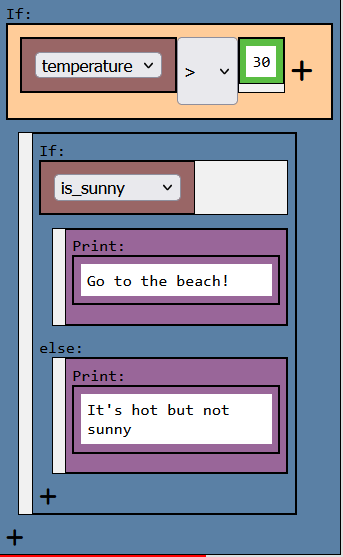 If:
temperature > 30 +
If:
is_sunny
Print:
Go to the beach!
else:
Print:
It's hot but not
sunny
+
+